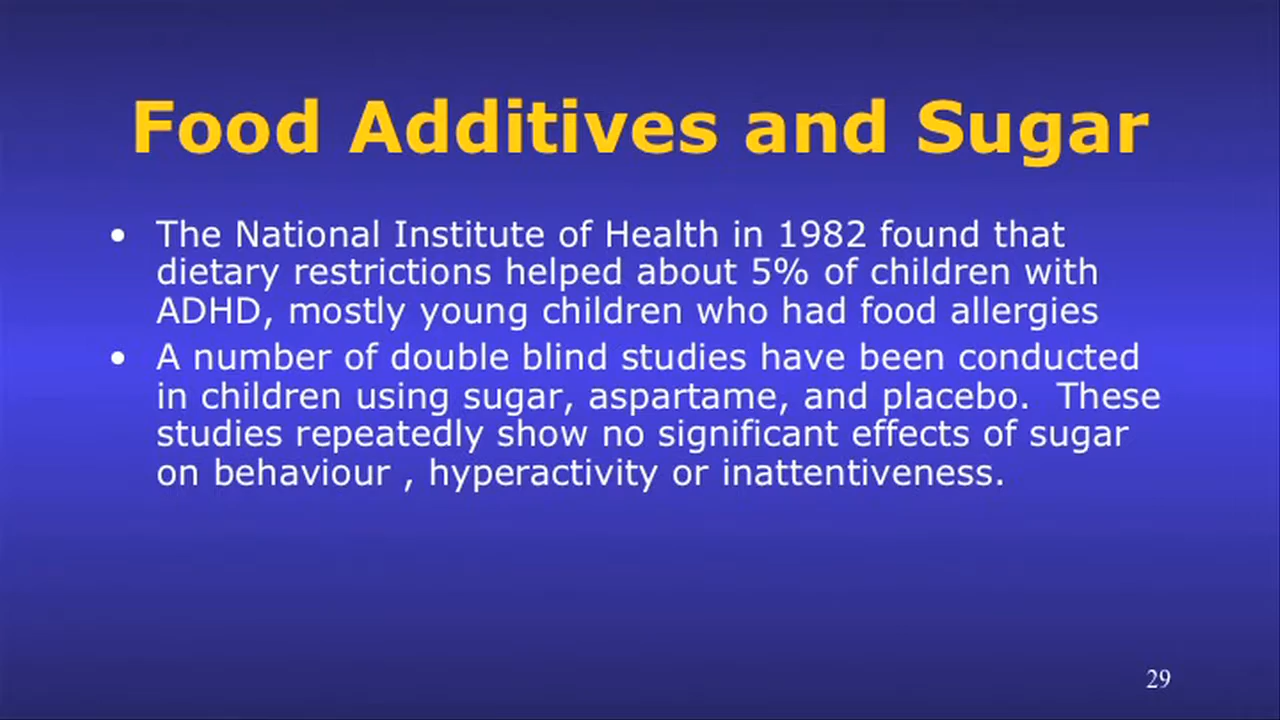 Food Additives and Sugar
• The National Institute of Health in 1982 found that
dietary restrictions helped about 5% of children with
ADHD, mostly young children who had food allergies
• A number of double blind studies have been conducted
in children using sugar, aspartame, and placebo.  These
studies repeatedly show no significant effects of sugar
on behaviour , hyperactivity or inattentiveness.
29